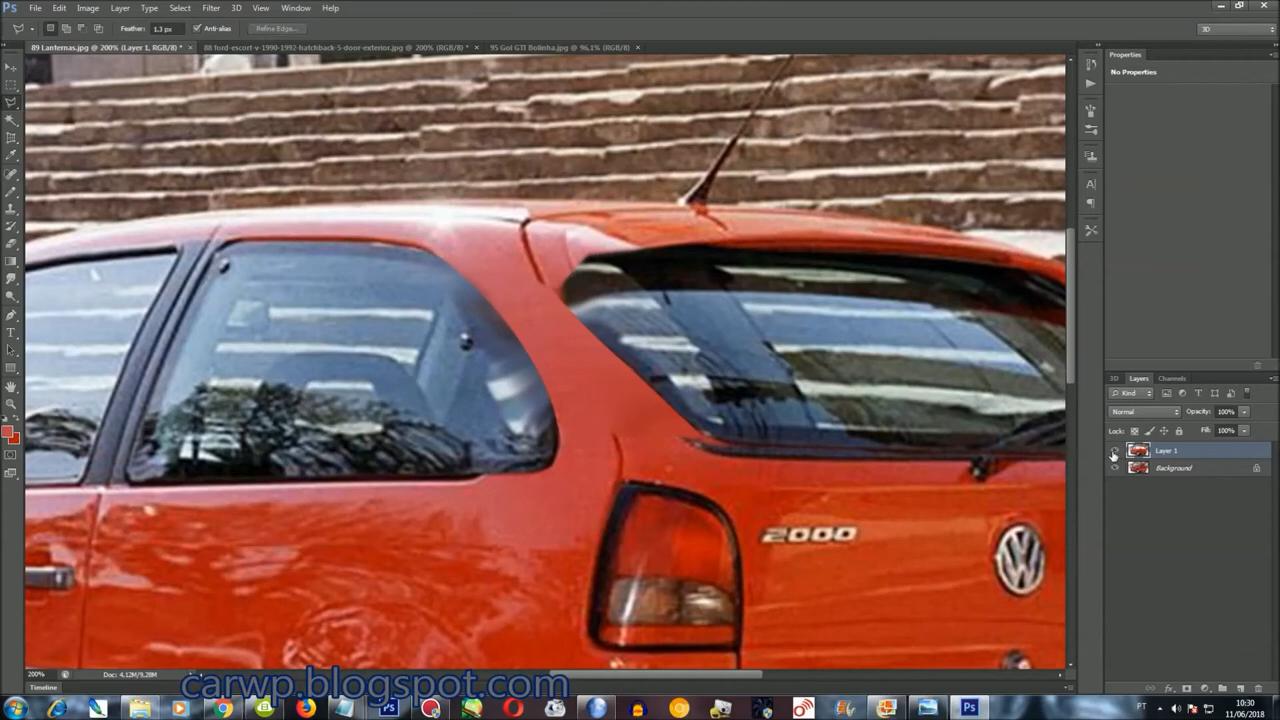 Ps File Edit Image Layer Type Select Filter 3D View Window Help
Feather: 1.3 px Anti-alias Refine Edge... 3D
89 Lanternas.jpg @ 200% (Layer 1, RGB/8) * × 88 ford-escort-v-1990-1992-hatchback-5-door-exterior.jpg @ 200% (RGB/8) * × 95 Gol GTI Bolinha.jpg @ 96,1% (RGB/8) ×
Properties
No Properties
2000
3D Layers Channels
Kind
Normal Opacity: 100%
Lock: Fill: 100%
Layer 1
Background
200% Doc: 4.12M/9.28M
Timeline
carwp.blogspot.com
PT 10:30
11/06/2018